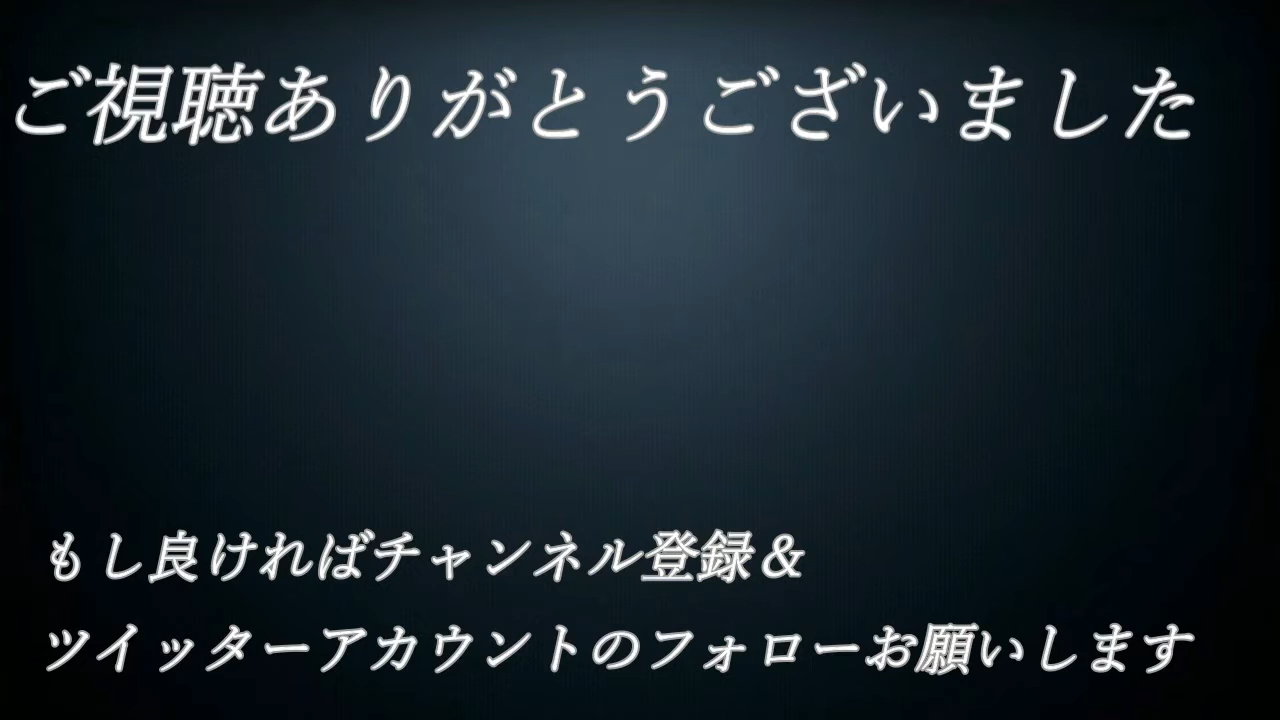 ご視聴ありがとうございました
もし良ければチャンネル登録＆
ツイッターアカウントのフォローお願いします